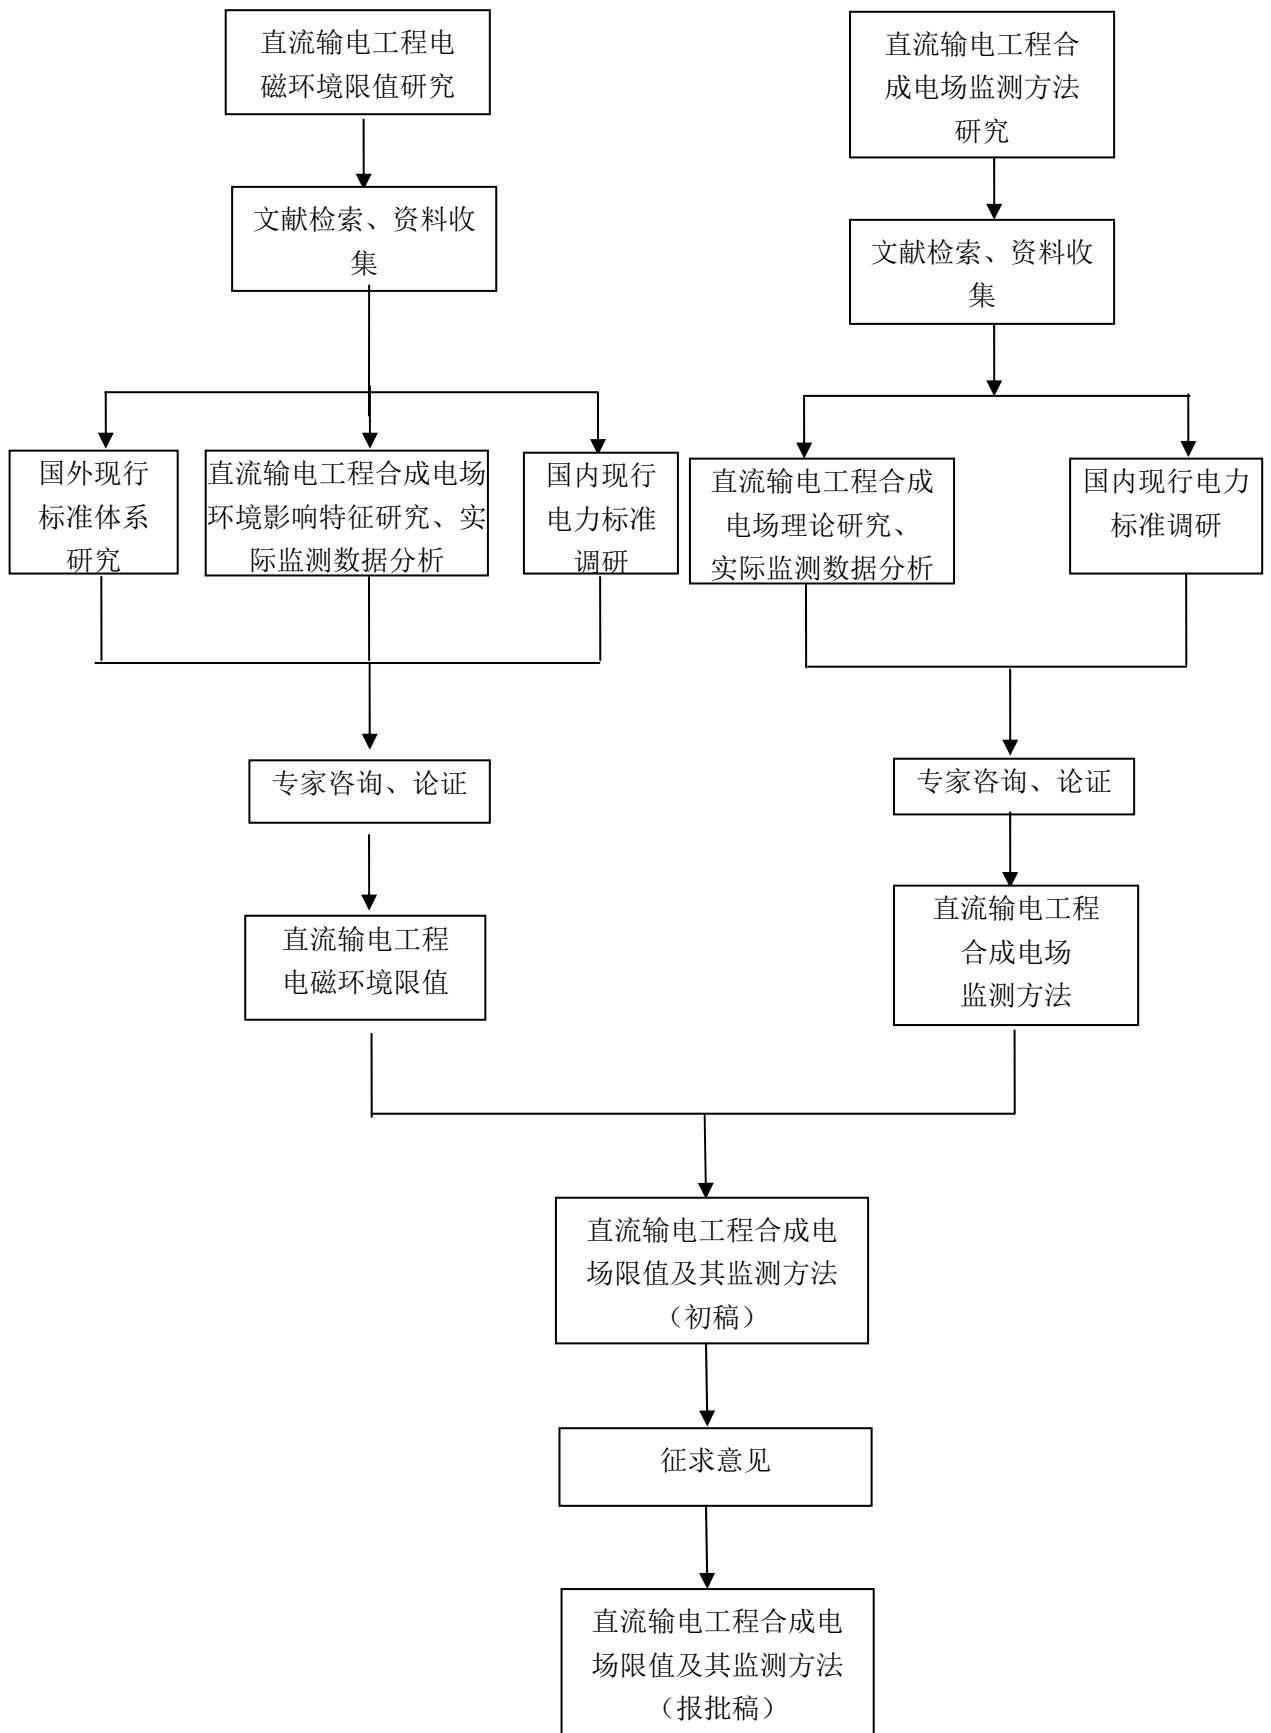 直流输电工程电
磁环境限值研究
直流输电工程合
成电场监测方法
研究
文献检索、资料收
集
文献检索、资料收
集
国外现行
标准体系
研究
直流输电工程合成电场
环境影响特征研究、实
际监测数据分析
国内现行
电力标准
调研
直流输电工程合成
电场理论研究、
实际监测数据分析
国内现行电力
标准调研
专家咨询、论证
专家咨询、论证
直流输电工程
电磁环境限值
直流输电工程
合成电场
监测方法
直流输电工程合成电
场限值及其监测方法
（初稿）
征求意见
直流输电工程合成电
场限值及其监测方法
（报批稿）